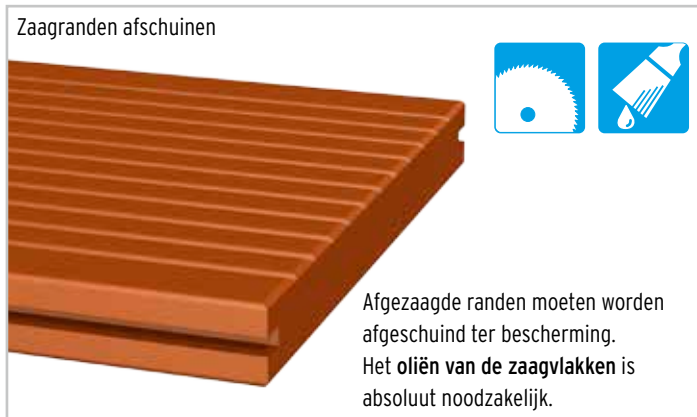 Zaagranden afschuinen
Afgezaagde randen moeten worden
afgeschuind ter bescherming.
Het oliën van de zaagvlakken is
absoluut noodzakelijk.